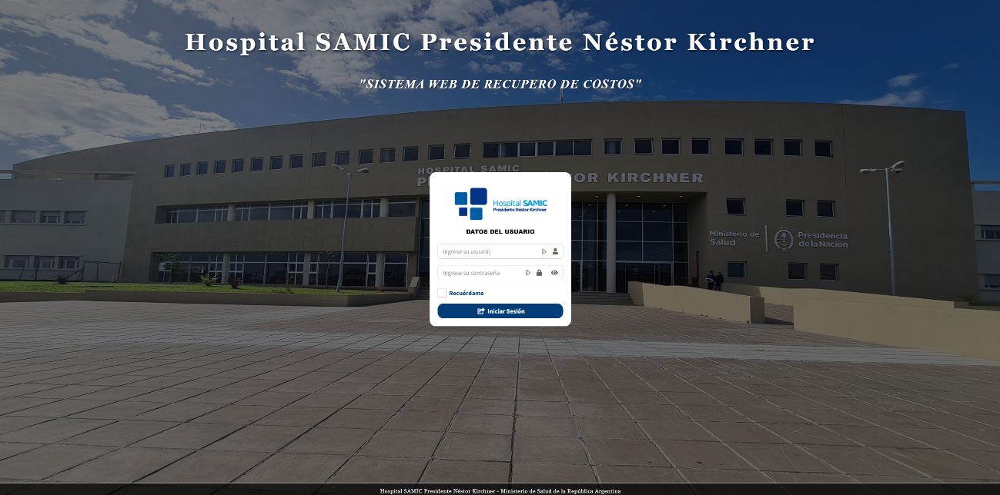 Hospital SAMIC Presidente Néstor Kirchner
"SISTEMA WEB DE RECUPERO DE COSTOS"
HOSPITAL SAMIC
KIRCHNER
Hospital SAMIC
Presidente Néstor Kirchner
DATOS DEL USUARIO
Ingrese su usuario
Ingrese su contraseña
Recuérdame
Iniciar Sesión
Ministerio de
Salud
Presidencia
de la Nación
Hospital SAMIC Presidente Néstor Kirchner - Ministerio de Salud de la República Argentina